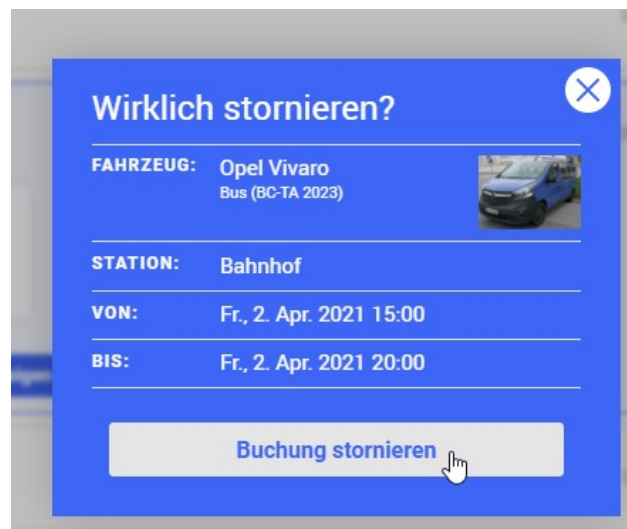 Wirklich stornieren?
FAHRZEUG: Opel Vivaro
Bus (BC-TA 2023)
STATION: Bahnhof
VON: Fr., 2. Apr. 2021 15:00
BIS: Fr., 2. Apr. 2021 20:00
Buchung stornieren